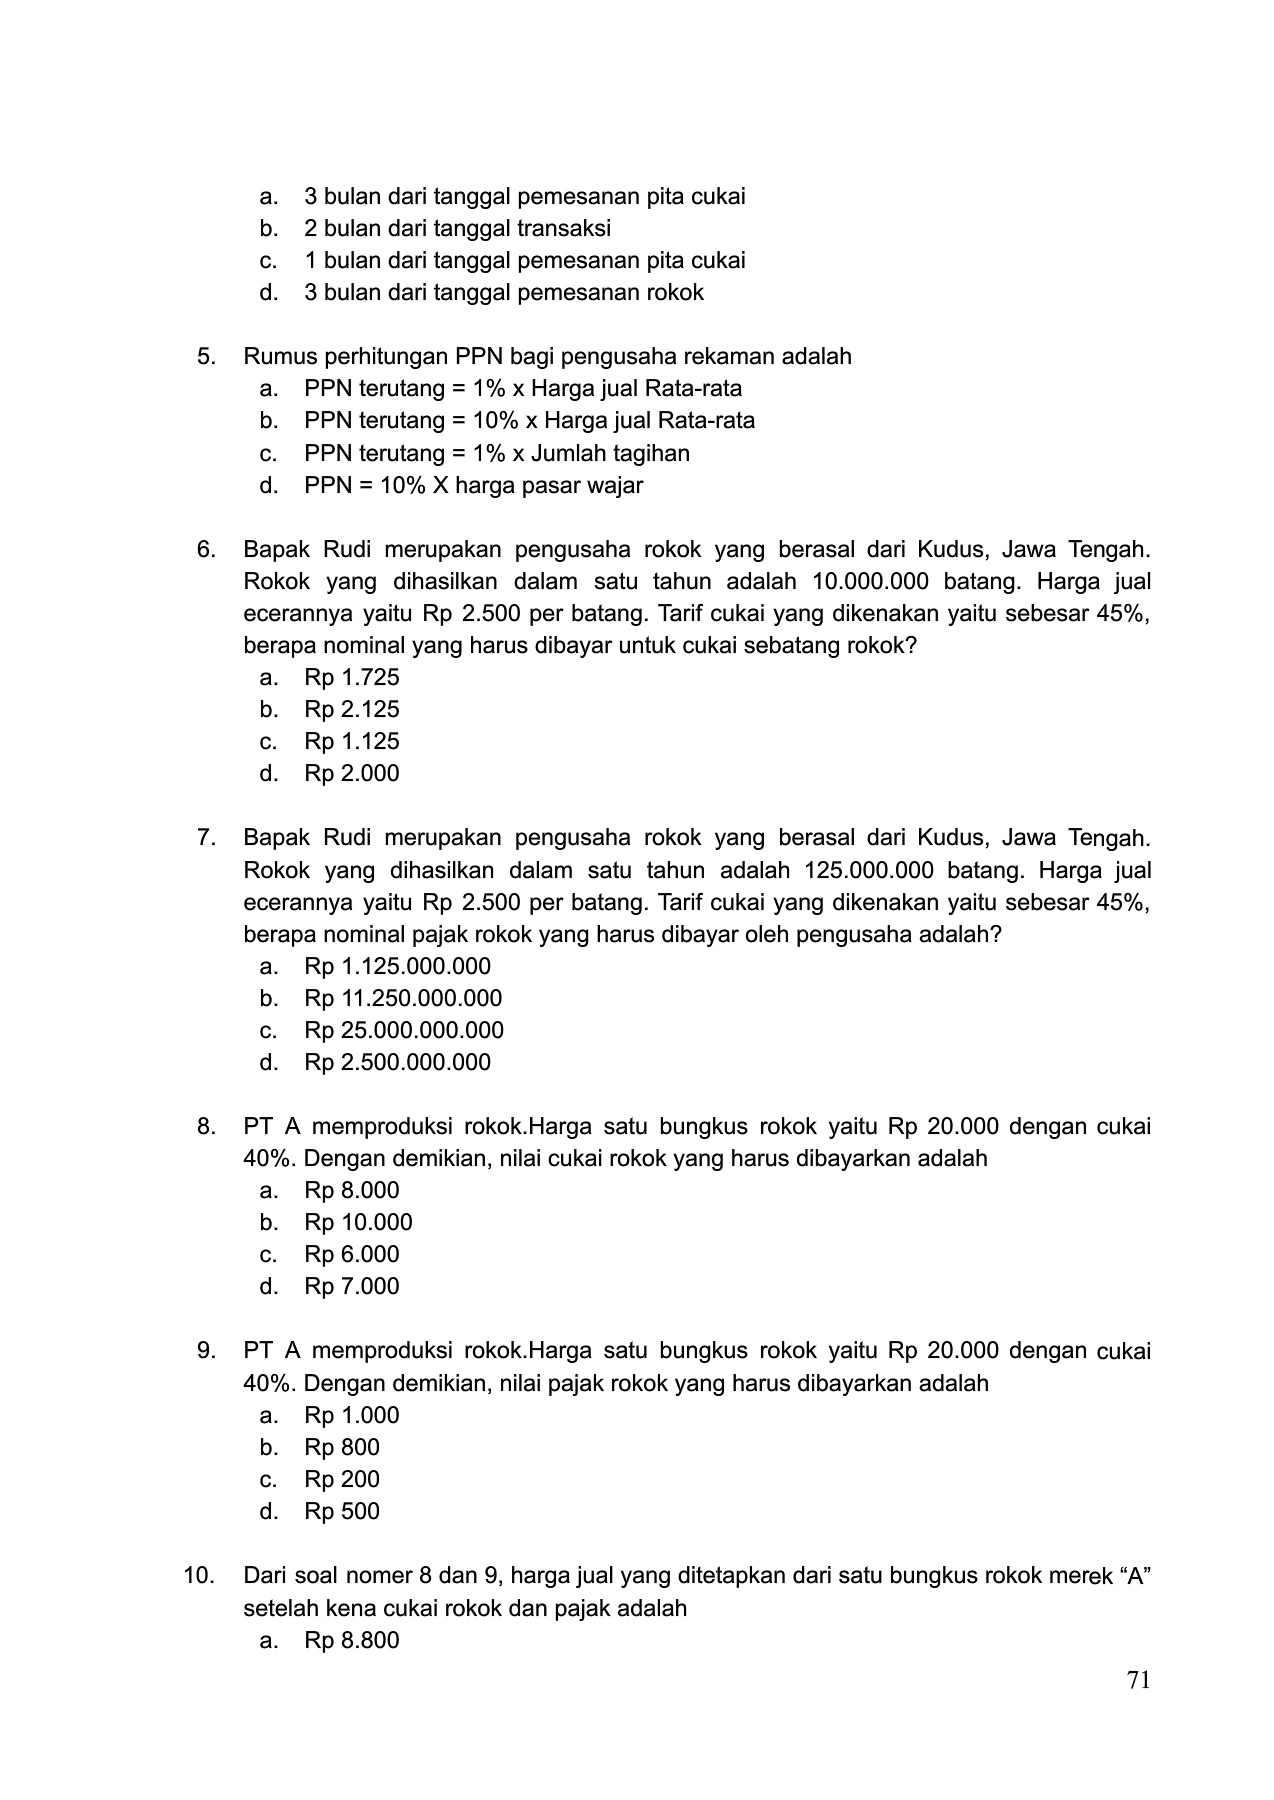 a. 3 bulan dari tanggal pemesanan pita cukai
b. 2 bulan dari tanggal transaksi
c. 1 bulan dari tanggal pemesanan pita cukai
d. 3 bulan dari tanggal pemesanan rokok
5. Rumus perhitungan PPN bagi pengusaha rekaman adalah
a. PPN terutang = 1% x Harga jual Rata-rata
b. PPN terutang = 10% x Harga jual Rata-rata
c. PPN terutang = 1% x Jumlah tagihan
d. PPN = 10% X harga pasar wajar
6. Bapak Rudi merupakan pengusaha rokok yang berasal dari Kudus, Jawa Tengah.
Rokok yang dihasilkan dalam satu tahun adalah 10.000.000 batang. Harga jual
ecerannya yaitu Rp 2.500 per batang. Tarif cukai yang dikenakan yaitu sebesar 45%,
berapa nominal yang harus dibayar untuk cukai sebatang rokok?
a. Rp 1.725
b. Rp 2.125
c. Rp 1.125
d. Rp 2.000
7. Bapak Rudi merupakan pengusaha rokok yang berasal dari Kudus, Jawa Tengah.
Rokok yang dihasilkan dalam satu tahun adalah 125.000.000 batang. Harga jual
ecerannya yaitu Rp 2.500 per batang. Tarif cukai yang dikenakan yaitu sebesar 45%,
berapa nominal pajak rokok yang harus dibayar oleh pengusaha adalah?
a. Rp 1.125.000.000
b. Rp 11.250.000.000
c. Rp 25.000.000.000
d. Rp 2.500.000.000
8. PT A memproduksi rokok.Harga satu bungkus rokok yaitu Rp 20.000 dengan cukai
40%. Dengan demikian, nilai cukai rokok yang harus dibayarkan adalah
a. Rp 8.000
b. Rp 10.000
c. Rp 6.000
d. Rp 7.000
9. PT A memproduksi rokok.Harga satu bungkus rokok yaitu Rp 20.000 dengan cukai
40%. Dengan demikian, nilai pajak rokok yang harus dibayarkan adalah
a. Rp 1.000
b. Rp 800
c. Rp 200
d. Rp 500
10. Dari soal nomer 8 dan 9, harga jual yang ditetapkan dari satu bungkus rokok merek “A”
setelah kena cukai rokok dan pajak adalah
a. Rp 8.800
71